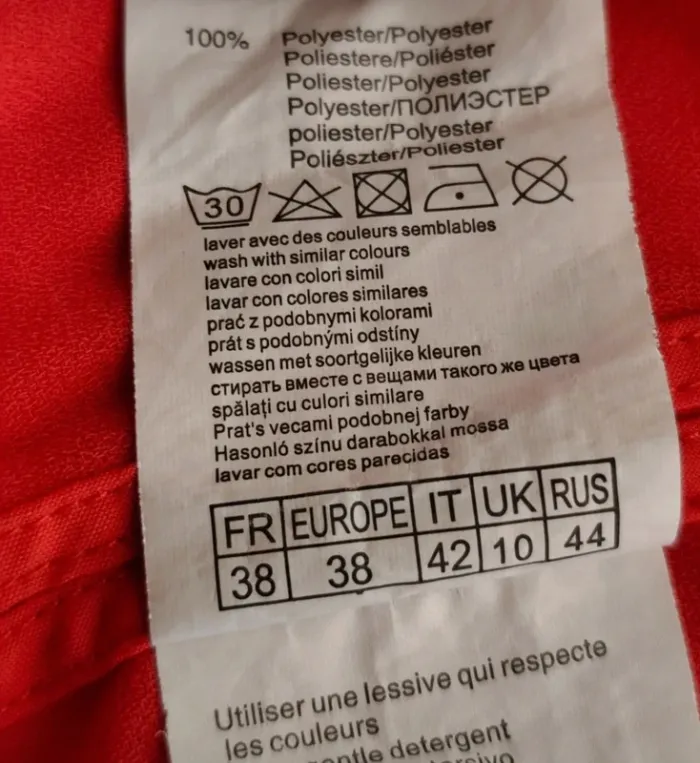 100% Polyester/Polyester
Poliestere/Poliéster
Poliester/Polyester
Polyester/ПОЛИЭСТЕР
poliester/Polyester
Poliészter/Poliester
30
laver avec des couleurs semblables
wash with similar colours
lavare con colori simil
lavar con colores similares
prać z podobnymi kolorami
prát s podobnými odstíny
wassen met soortgelijke kleuren
стирать вместе с вещами такого же цвета
spălați cu culori similare
Prat's vecami podobnej farby
Hasonló színu darabokkal mossa
lavar com cores parecidas
FR EUROPE IT UK RUS
38 38 42 10 44
Utiliser une lessive qui respecte
les couleurs
gentle detergent